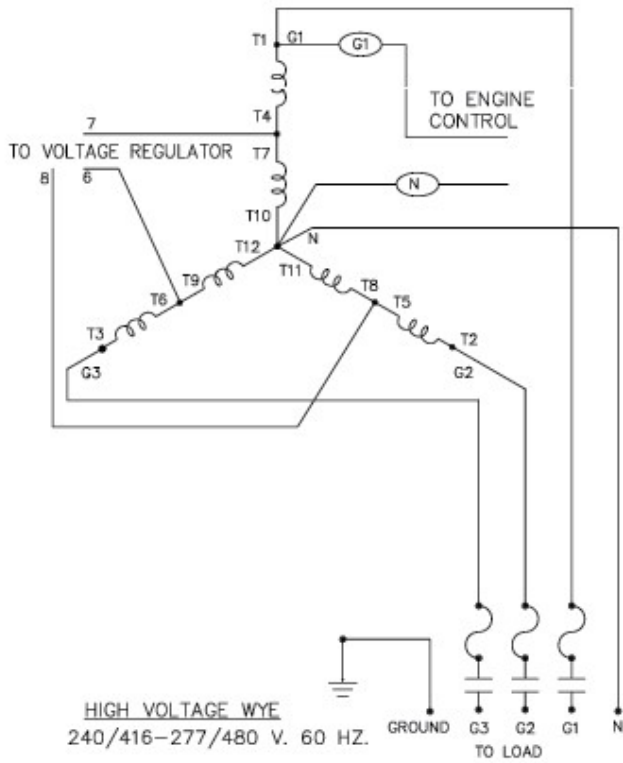 T1 G1 G1
TO ENGINE
CONTROL
T4
7
T7
TO VOLTAGE REGULATOR
8 6
N
T10
N
T12
T11
T9 T8
T6 T5
T3 T2
G3 G2
HIGH VOLTAGE WYE
240/416-277/480 V. 60 HZ.
GROUND G3 G2 G1 N
TO LOAD